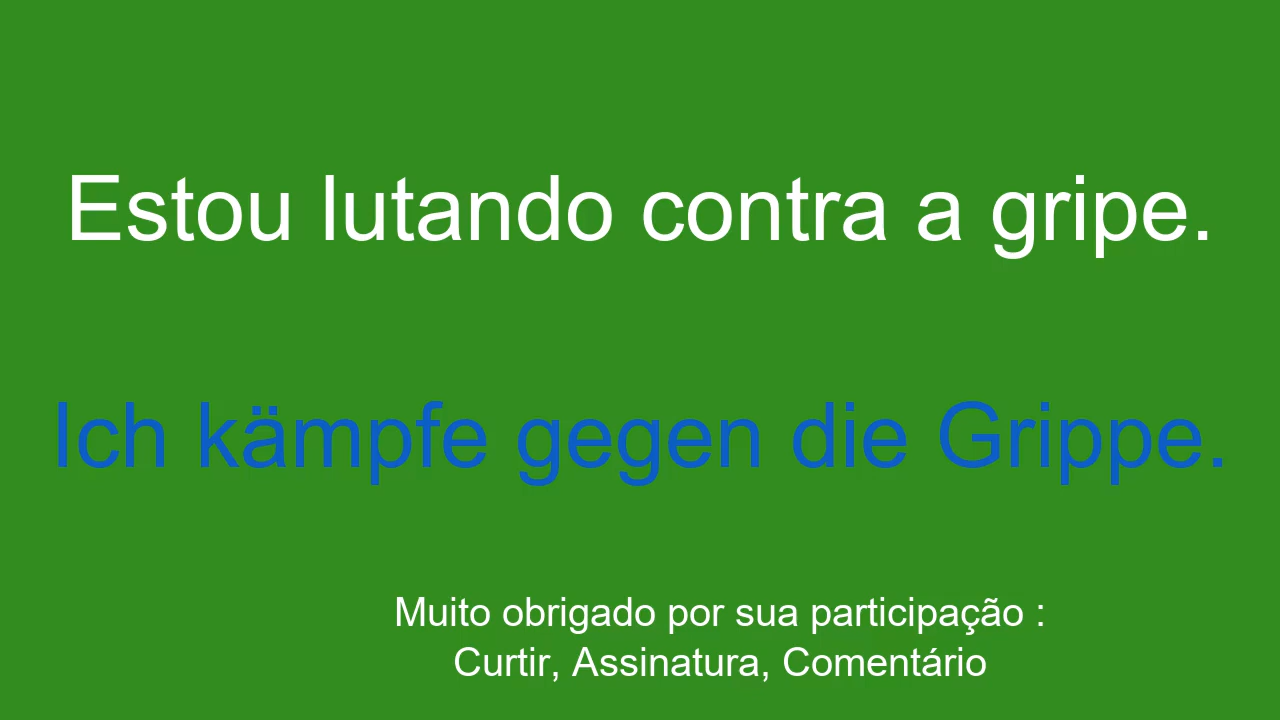 Estou lutando contra a gripe.
Ich kämpfe gegen die Grippe.
Muito obrigado por sua participação :
Curtir, Assinatura, Comentário